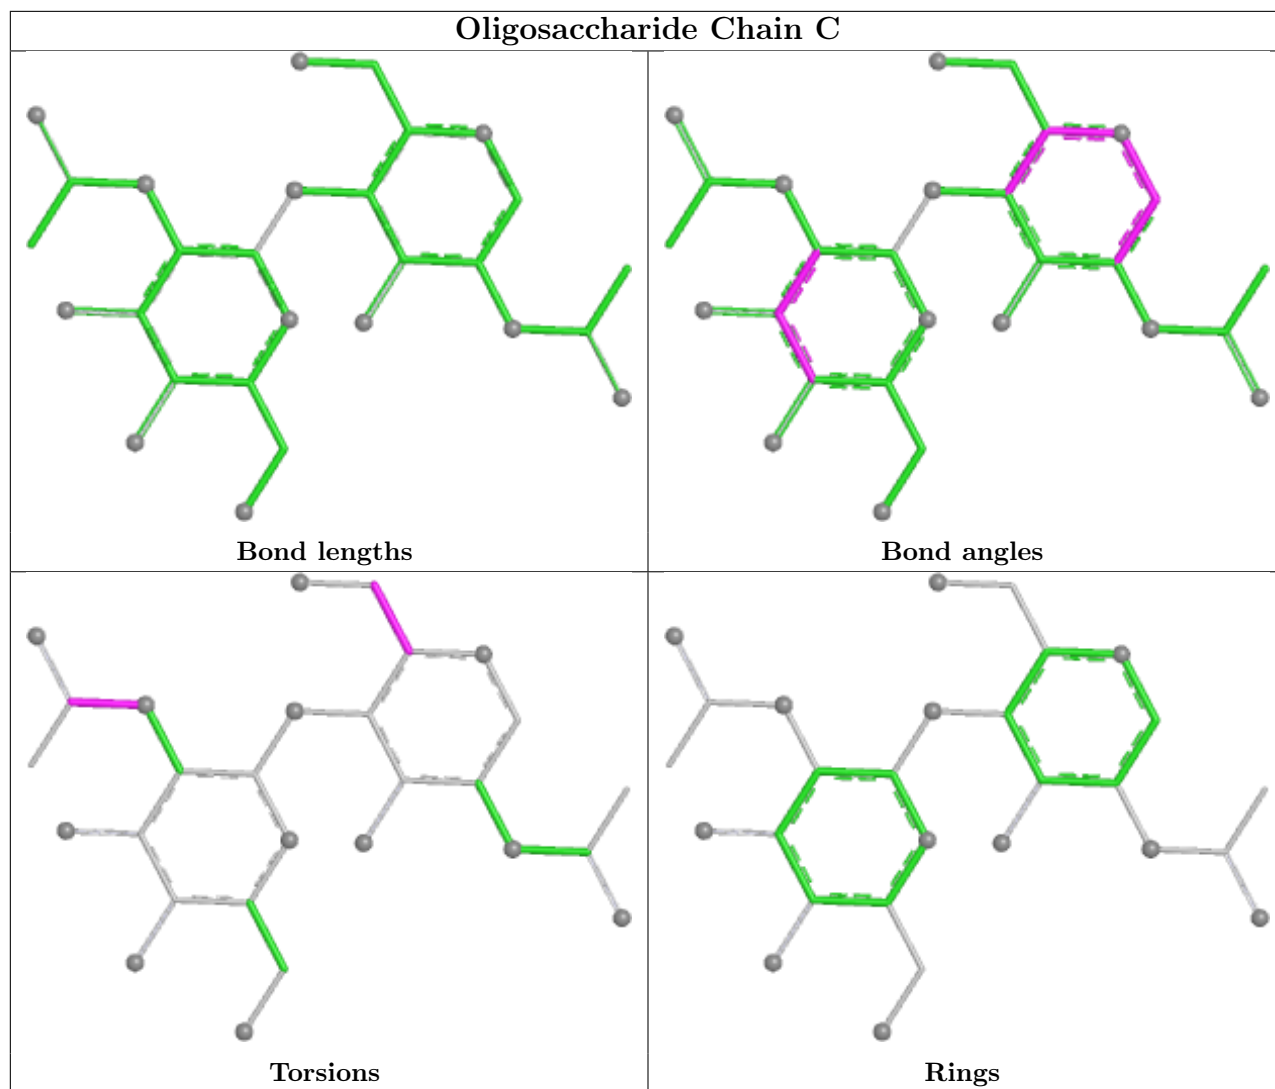 Oligosaccharide Chain C
Bond lengths
Bond angles
Torsions
Rings